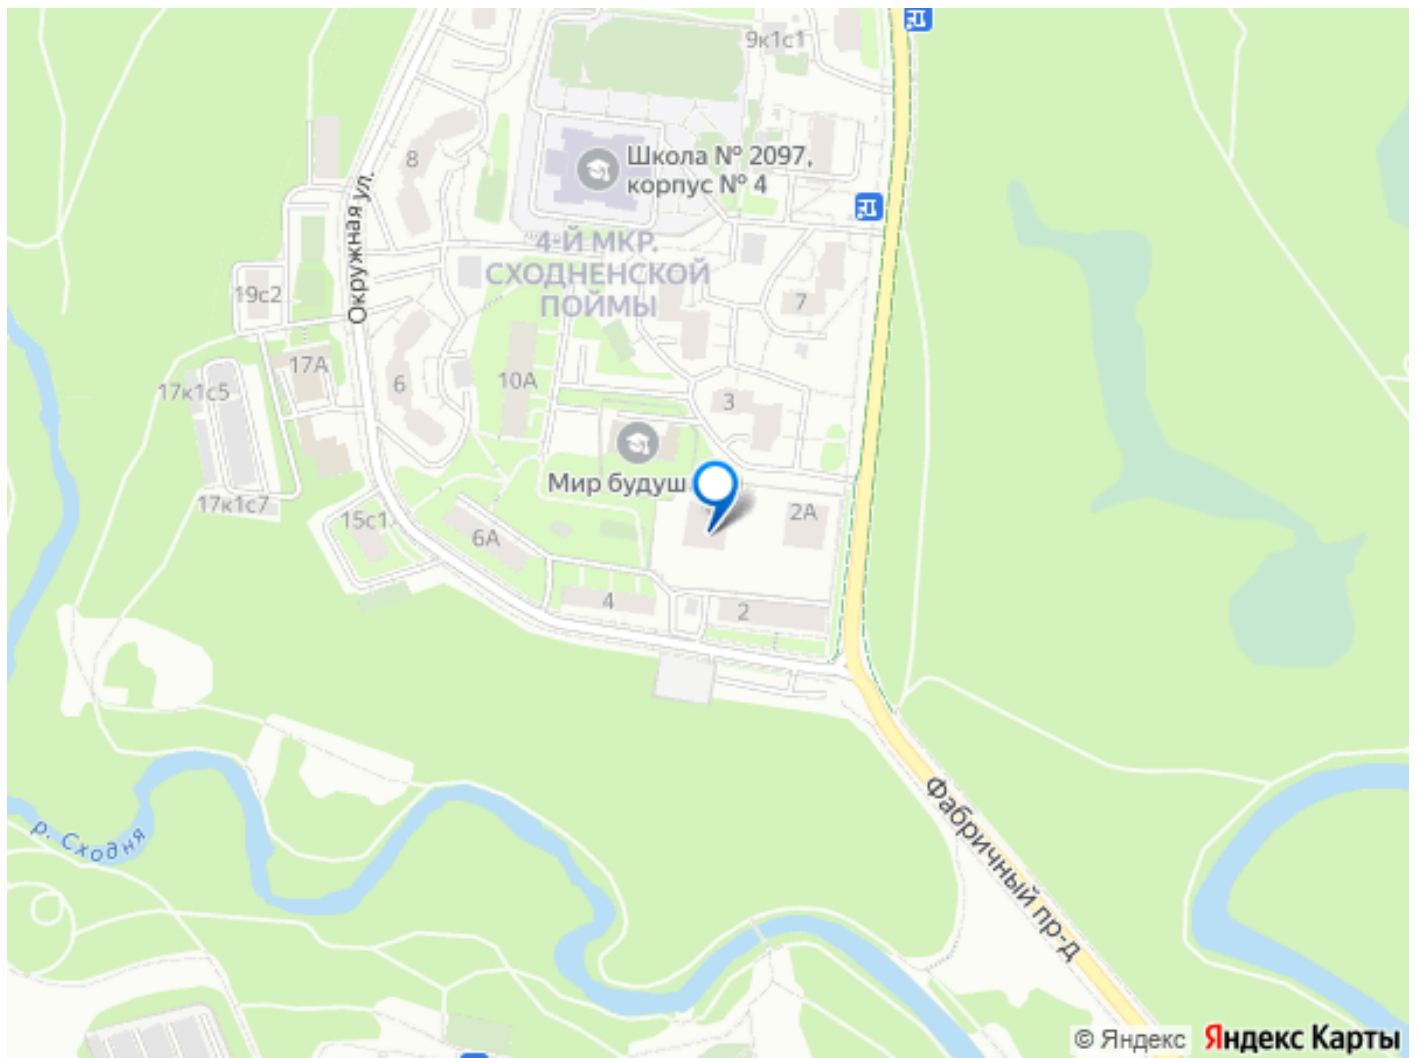 9к1с1
8
Школа № 2097,
корпус № 4
Окружная ул.
4-Й МКР.
СХОДНЕНСКОЙ
ПОЙМЫ
19с2
7
17А
17к1с5
6
10А
3
Мир будущ
17к1с7
15с1
6А
2А
4
2
Фабричный пр-д
р. Сходня
© Яндекс Яндекс Карты